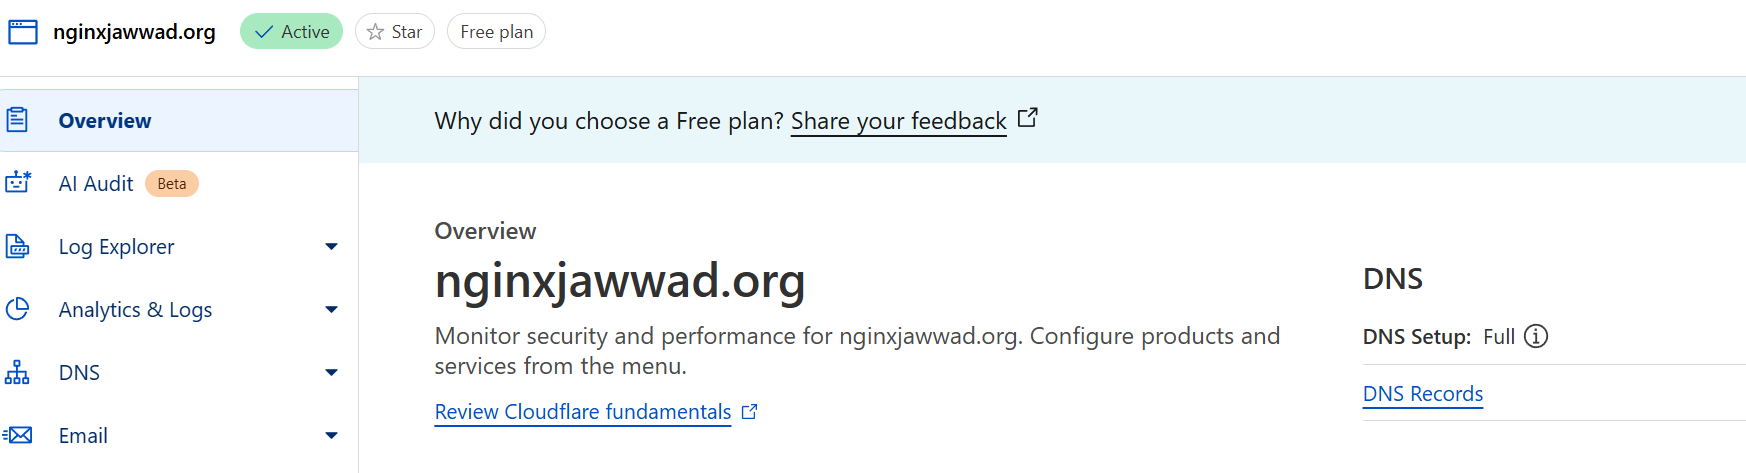 nginxjawwad.org
Active
Star
Free plan
Overview
AI Audit
Beta
Log Explorer
Analytics & Logs
DNS
Email
Why did you choose a Free plan? Share your feedback
Overview
nginxjawwad.org
Monitor security and performance for nginxjawwad.org. Configure products and
services from the menu.
Review Cloudflare fundamentals
DNS
DNS Setup: Full
DNS Records